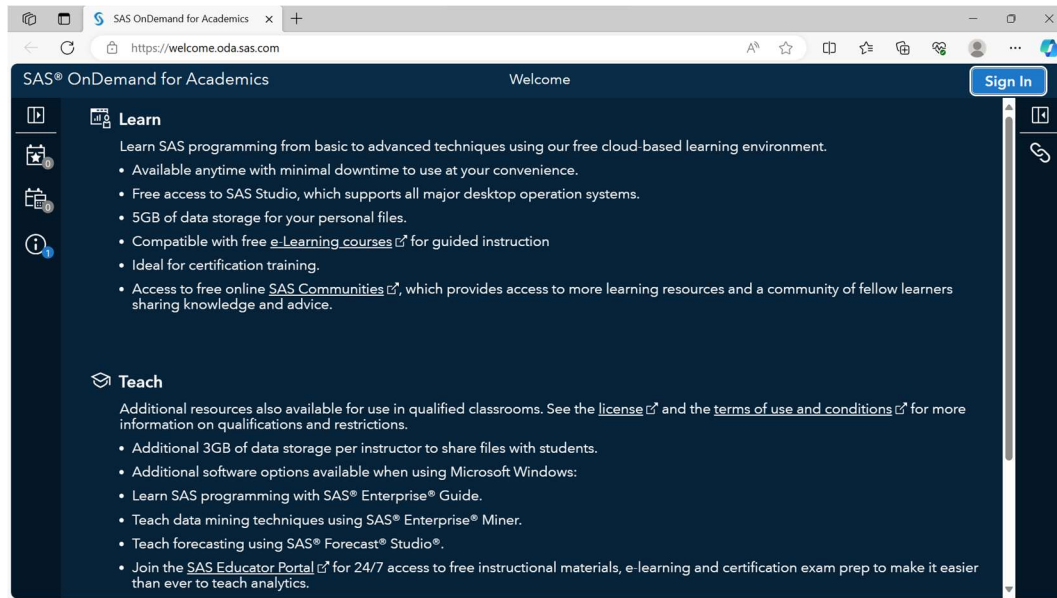 SAS OnDemand for Academics
https://welcome.oda.sas.com
SAS® OnDemand for Academics
Welcome
Sign In
Learn
Learn SAS programming from basic to advanced techniques using our free cloud-based learning environment.
• Available anytime with minimal downtime to use at your convenience.
• Free access to SAS Studio, which supports all major desktop operation systems.
• 5GB of data storage for your personal files.
• Compatible with free e-Learning courses for guided instruction
• Ideal for certification training.
• Access to free online SAS Communities, which provides access to more learning resources and a community of fellow learners
sharing knowledge and advice.
0
0
1
Teach
Additional resources also available for use in qualified classrooms. See the license and the terms of use and conditions for more
information on qualifications and restrictions.
• Additional 3GB of data storage per instructor to share files with students.
• Additional software options available when using Microsoft Windows:
• Learn SAS programming with SAS® Enterprise® Guide.
• Teach data mining techniques using SAS® Enterprise® Miner.
• Teach forecasting using SAS® Forecast® Studio®.
• Join the SAS Educator Portal for 24/7 access to free instructional materials, e-learning and certification exam prep to make it easier
than ever to teach analytics.